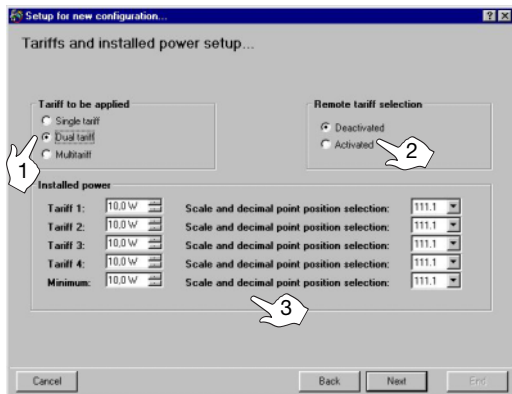 Setup for new configuration...
Tariffs and installed power setup...
Tariff to be applied
Single tariff
Dual tariff
Multitariff
1
Remote tariff selection
Deactivated
Activated
2
Installed power
Tariff 1: 10,0 W Scale and decimal point position selection: 111.1
Tariff 2: 10,0 W Scale and decimal point position selection: 111.1
Tariff 3: 10,0 W Scale and decimal point position selection: 111.1
Tariff 4: 10,0 W Scale and decimal point position selection: 111.1
Minimum: 10,0 W Scale and decimal point position selection: 111.1
3
Cancel Back Next End